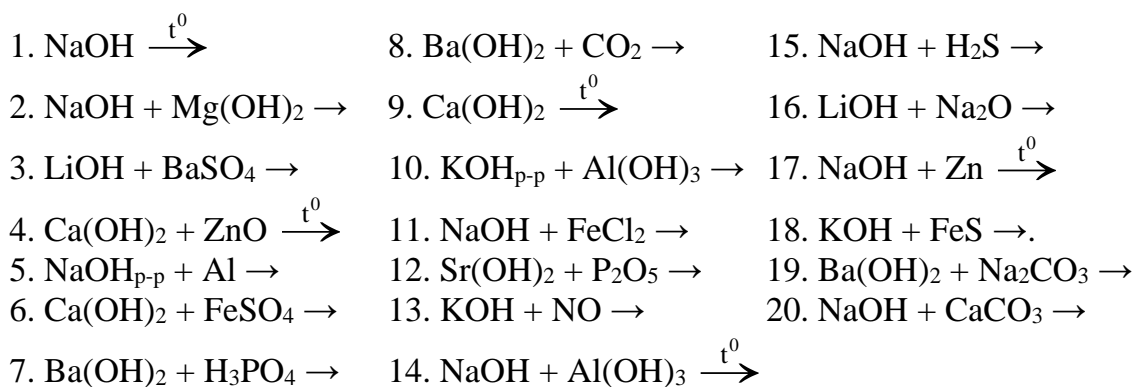 1. NaOH t⁰→
2. NaOH + Mg(OH)₂ →
3. LiOH + BaSO₄ →
4. Ca(OH)₂ + ZnO t⁰→
5. NaOHр-р + Al →
6. Ca(OH)₂ + FeSO₄ →
7. Ba(OH)₂ + H₃PO₄ →
8. Ba(OH)₂ + CO₂ →
9. Ca(OH)₂ t⁰→
10. KOHр-р + Al(OH)₃ →
11. NaOH + FeCl₂ →
12. Sr(OH)₂ + P₂O₅ →
13. KOH + NO →
14. NaOH + Al(OH)₃ t⁰→
15. NaOH + H₂S →
16. LiOH + Na₂O →
17. NaOH + Zn t⁰→
18. KOH + FeS →.
19. Ba(OH)₂ + Na₂CO₃ →
20. NaOH + CaCO₃ →